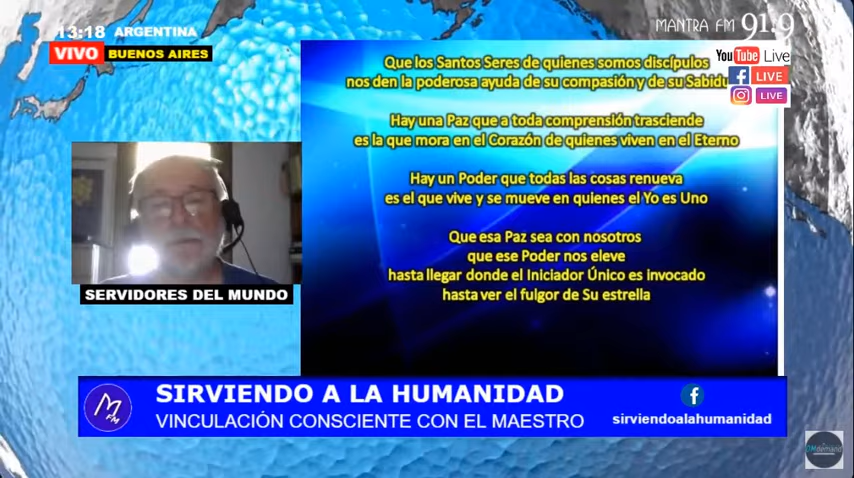 13:18 ARGENTINA
VIVO BUENOS AIRES
MANTRA FM 91.9
YouTube Live
LIVE
LIVE
Que los Santos Seres de quienes somos discípulos
nos den la poderosa ayuda de su compasión y de su
Hay una Paz que a toda comprensión trasciende
es la que mora en el Corazón de quienes viven en el Eterno
Hay un Poder que todas las cosas renueva
es el que vive y se mueve en quienes el Yo es Uno
Que esa Paz sea con nosotros
que ese Poder nos eleve
hasta llegar donde el Iniciador Único es invocado
hasta ver el fulgor de Su estrella
SERVIDORES DEL MUNDO
M FM
SIRVIENDO A LA HUMANIDAD
VINCULACIÓN CONSCIENTE CON EL MAESTRO
sirviendoalahumanidad
OMdemand